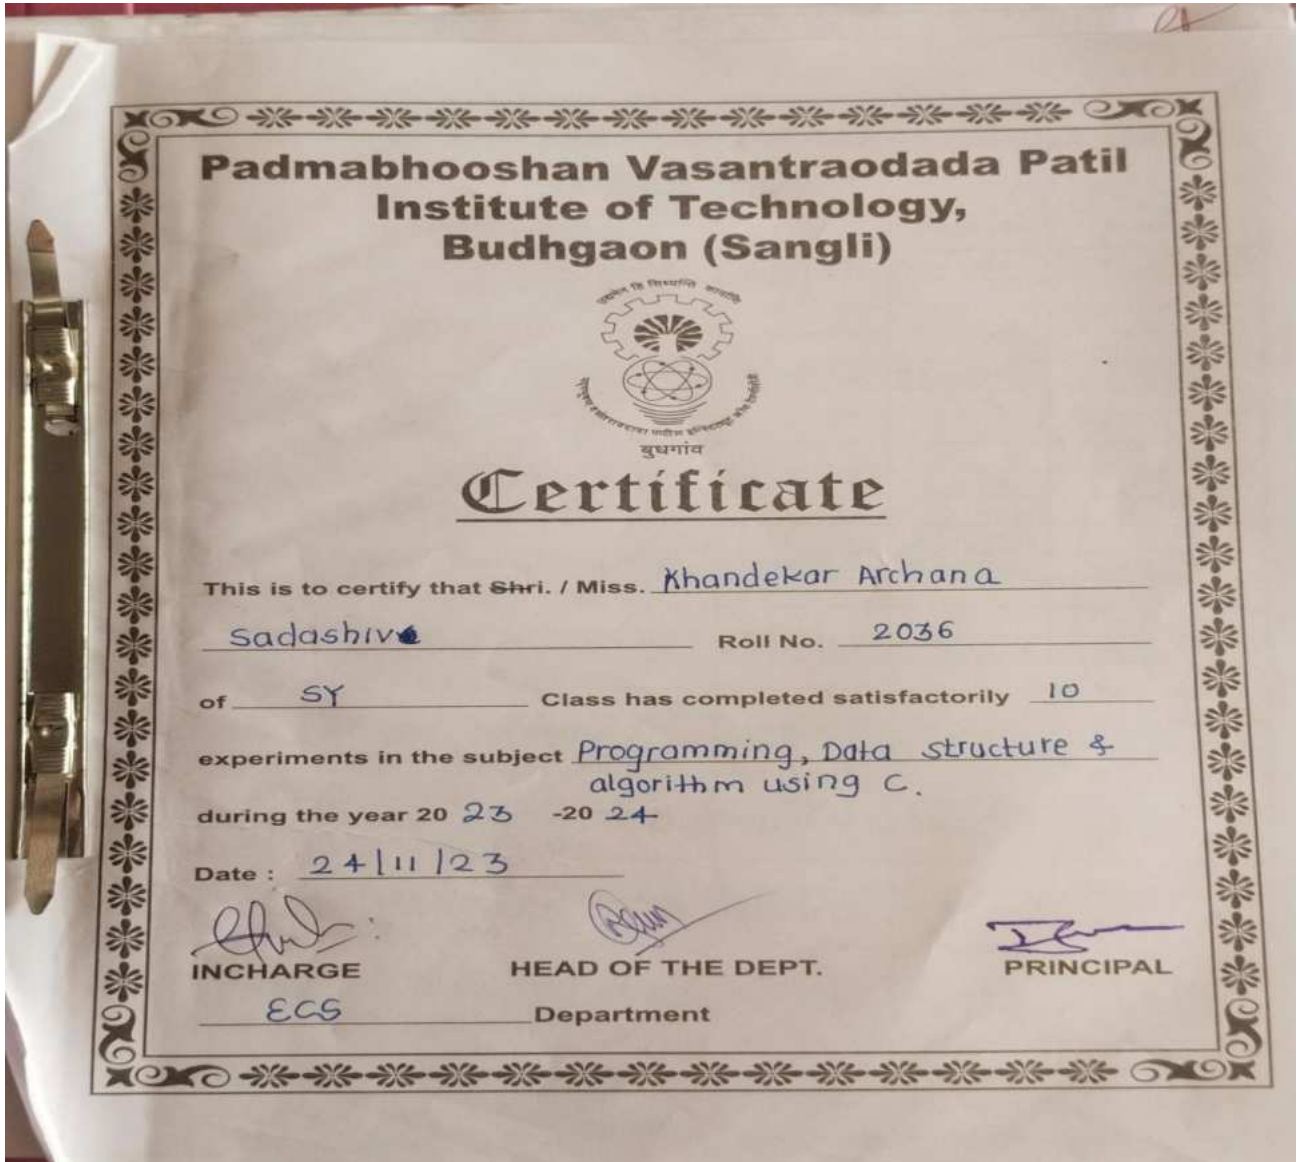 Padmabhooshan Vasantraodada Patil
Institute of Technology,
Budhgaon (Sangli)
बुधगांव
Certificate
This is to certify that Shri. / Miss. Khandekar Archana
Sadashiv Roll No. 2036
of SY Class has completed satisfactorily 10
experiments in the subject Programming, Data structure &
algorithm using C.
during the year 20 23 -20 24
Date : 24/11/23
INCHARGE HEAD OF THE DEPT. PRINCIPAL
ECS Department